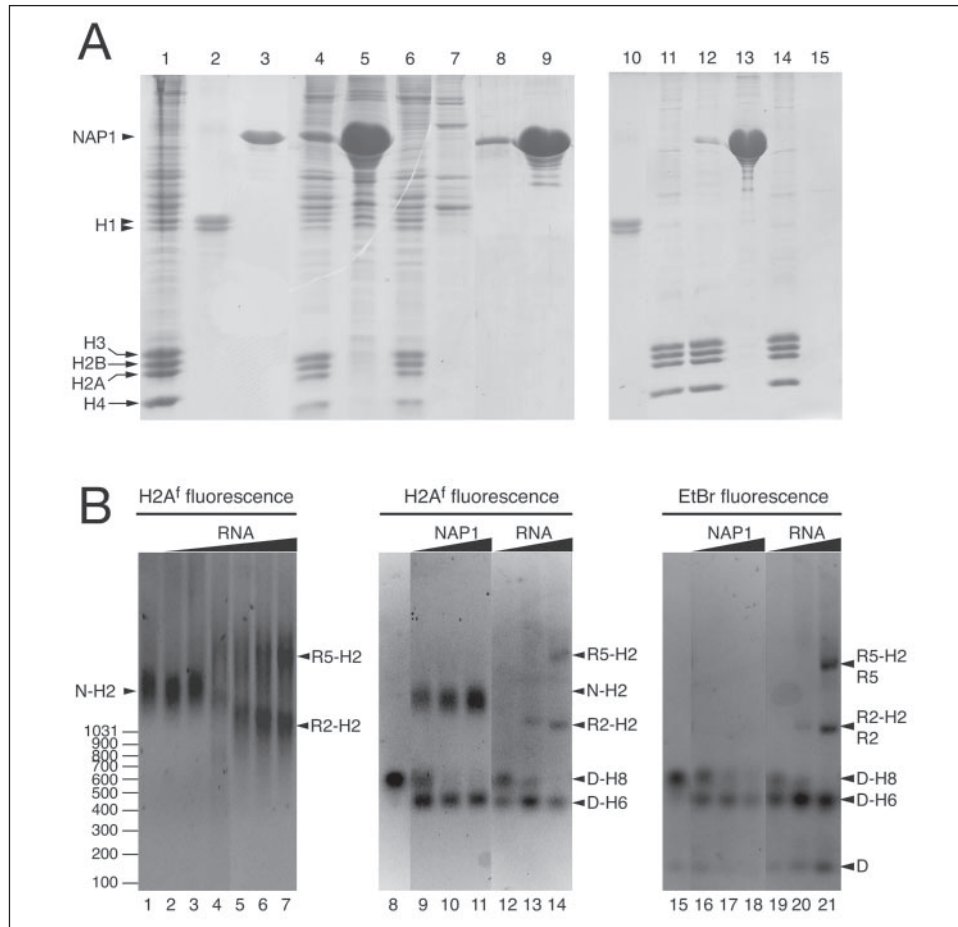 A
1 2 3 4 5 6 7 8 9 10 11 12 13 14 15
NAP1
H1
H3
H2B
H2A
H4
B
H2Aᶠ fluorescence H2Aᶠ fluorescence EtBr fluorescence
RNA NAP1 RNA NAP1 RNA
N-H2
1031
900
800
700
600
500
400
300
200
100
R5-H2
R2-H2
R5-H2
N-H2
R2-H2
D-H8
D-H6
R5-H2
R5
R2-H2
R2
D-H8
D-H6
D
1 2 3 4 5 6 7 8 9 10 11 12 13 14 15 16 17 18 19 20 21